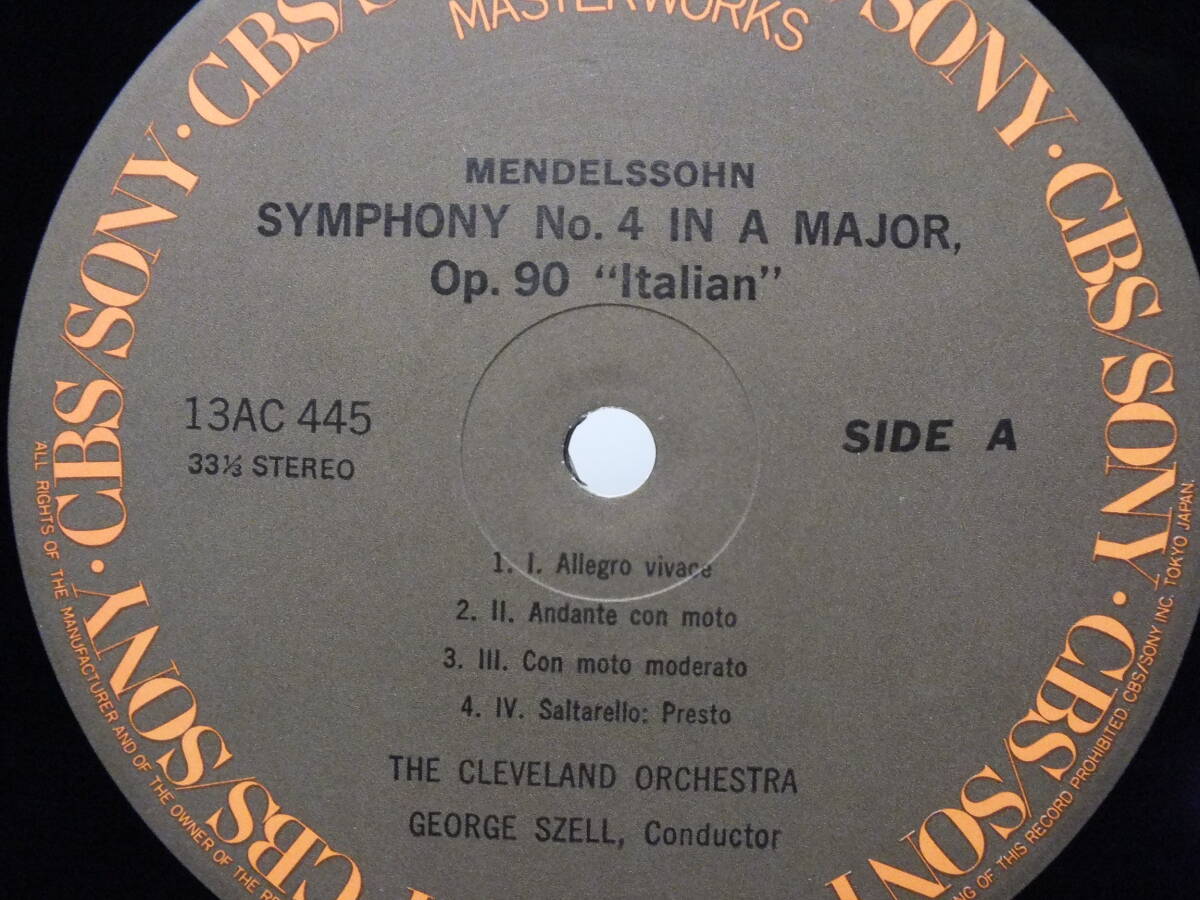 MASTERWORKS
MENDELSSOHN
SYMPHONY No. 4 IN A MAJOR,
Op. 90 “Italian”
13AC 445
33⅓ STEREO
SIDE A
1. I. Allegro vivace
2. II. Andante con moto
3. III. Con moto moderato
4. IV. Saltarello: Presto
THE CLEVELAND ORCHESTRA
GEORGE SZELL, Conductor
CBS/SONY · CBS/SONY · CBS/SONY · CBS/SONY · CBS/SONY · CBS/SONY
ALL RIGHTS OF THE MANUFACTURER AND OF THE OWNER OF THE
OF THIS RECORD PROHIBITED. CBS/SONY INC. TOKYO JAPAN.